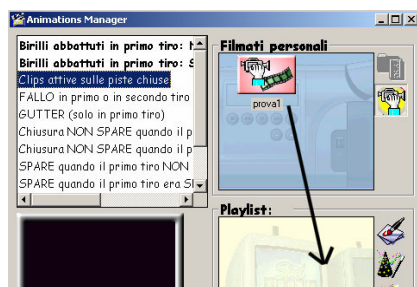 Animations Manager
Birilli abbattuti in primo tiro:
Birilli abbattuti in primo tiro:
Clips attive sulle piste chiuse
FALLO in primo o in secondo tiro
GUTTER (solo in primo tiro)
Chiusura NON SPARE quando il p
Chiusura NON SPARE quando il p
SPARE quando il primo tiro NON
SPARE quando il primo tiro era
Filmati personali
prova1
Playlist: